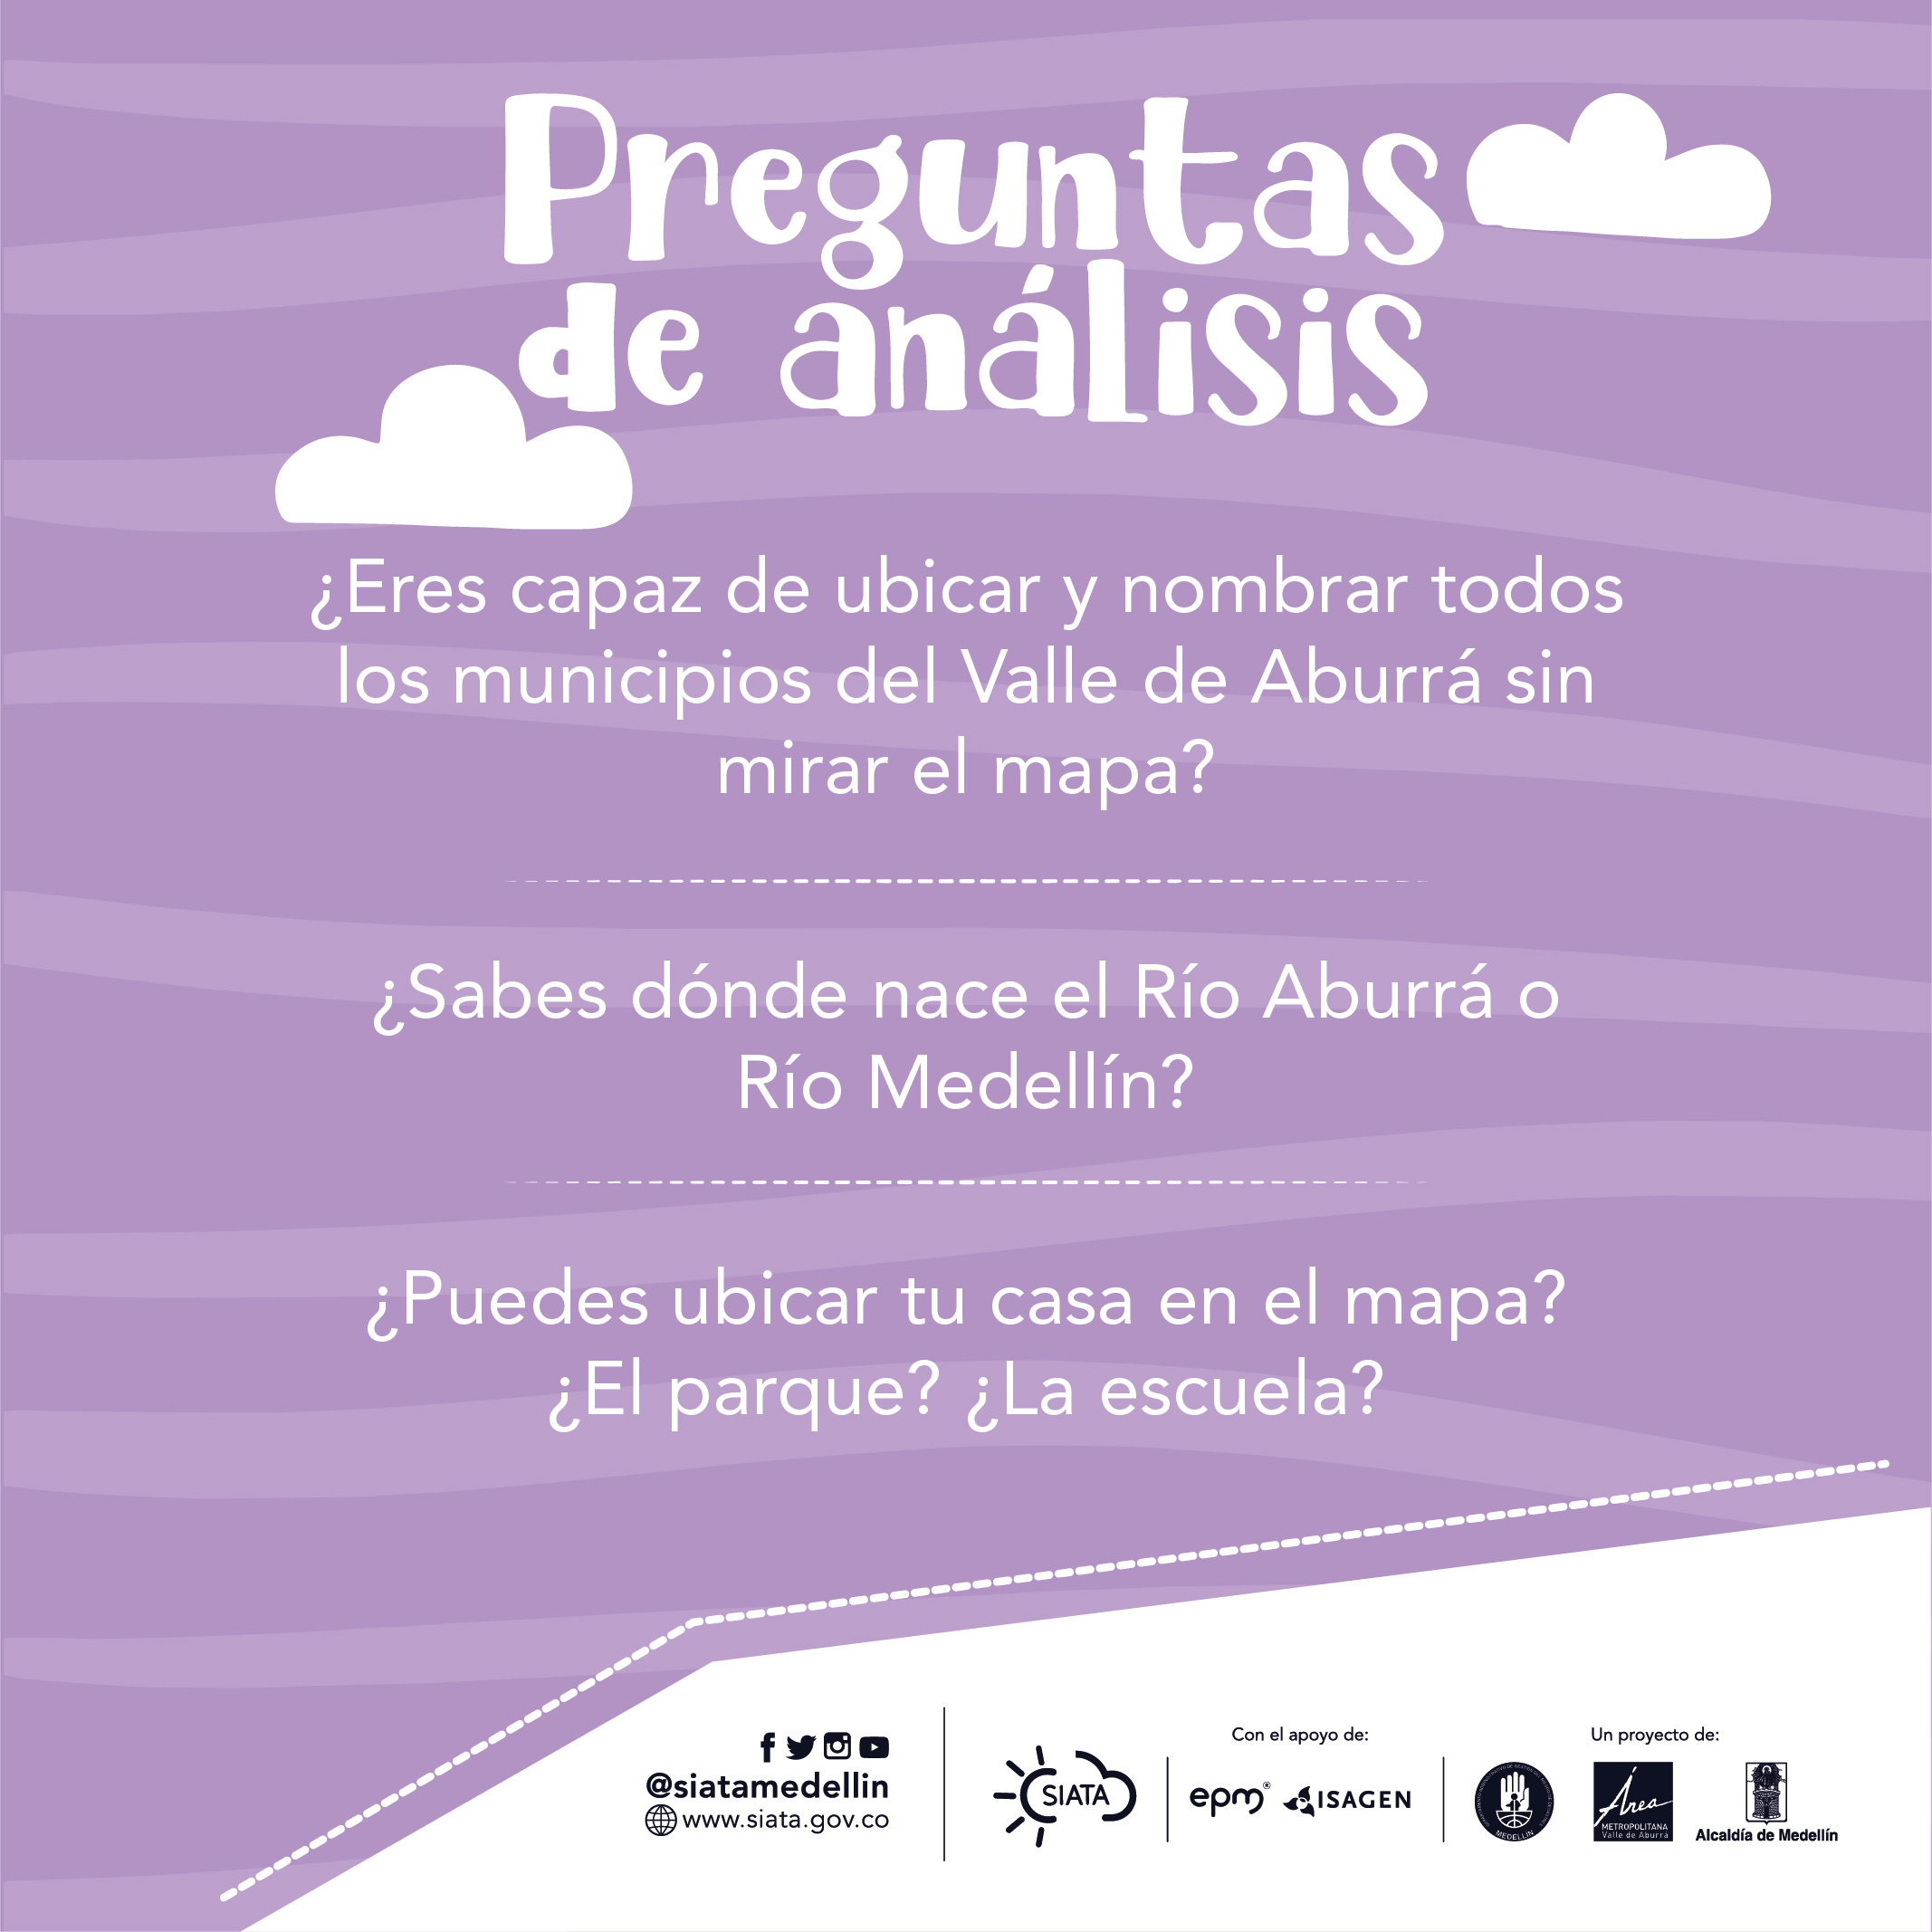 Preguntas
de análisis
¿Eres capaz de ubicar y nombrar todos
los municipios del Valle de Aburrá sin
mirar el mapa?
¿Sabes dónde nace el Río Aburrá o
Río Medellín?
¿Puedes ubicar tu casa en el mapa?
¿El parque? ¿La escuela?
@siatamedellin
www.siata.gov.co
SIATA
Con el apoyo de:
epm®
ISAGEN
MEDELLÍN
Un proyecto de:
Área
METROPOLITANA
Valle de Aburrá
Alcaldía de Medellín